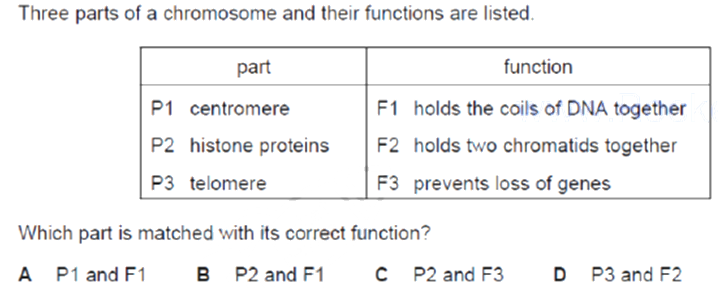 Three parts of a chromosome and their functions are listed.
part function
P1 centromere F1 holds the coils of DNA together
P2 histone proteins F2 holds two chromatids together
P3 telomere F3 prevents loss of genes
Which part is matched with its correct function?
A P1 and F1 B P2 and F1 C P2 and F3 D P3 and F2